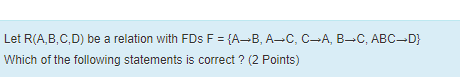 Let R(A,B,C,D) be a relation with FDs F = {A→B, A→C, C→A, B→C, ABC→D}
Which of the following statements is correct ? (2 Points)